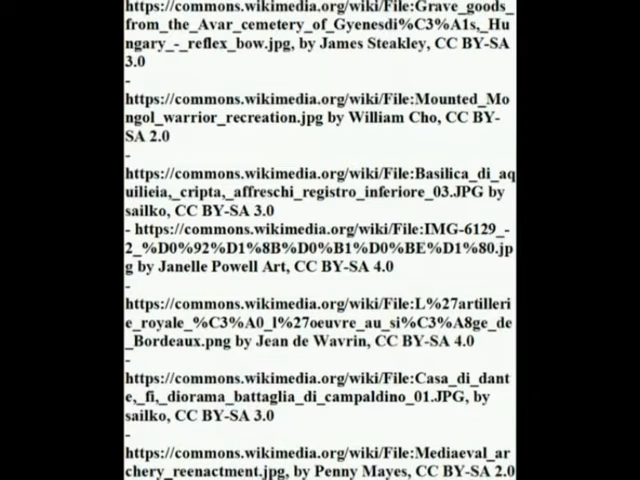 https://commons.wikimedia.org/wiki/File:Grave_goods_
from_the_Avar_cemetery_of_Gyenesdi%C3%A1s,_Hu
ngary_-_reflex_bow.jpg, by James Steakley, CC BY-SA
3.0
-
https://commons.wikimedia.org/wiki/File:Mounted_Mo
ngol_warrior_recreation.jpg by William Cho, CC BY-
SA 2.0
-
https://commons.wikimedia.org/wiki/File:Basilica_di_aq
uilieia,_cripta,_affreschi_registro_inferiore_03.JPG by
sailko, CC BY-SA 3.0
- https://commons.wikimedia.org/wiki/File:IMG-6129_-
2_%D0%92%D1%8B%D0%B1%D0%BE%D1%80.jp
g by Janelle Powell Art, CC BY-SA 4.0
-
https://commons.wikimedia.org/wiki/File:L%27artilleri
e_royale_%C3%A0_l%27oeuvre_au_si%C3%A8ge_de
_Bordeaux.png by Jean de Wavrin, CC BY-SA 4.0
-
https://commons.wikimedia.org/wiki/File:Casa_di_dant
e,_fi,_diorama_battaglia_di_campaldino_01.JPG, by
sailko, CC BY-SA 3.0
-
https://commons.wikimedia.org/wiki/File:Mediaeval_ar
chery_reenactment.jpg, by Penny Mayes, CC BY-SA 2.0